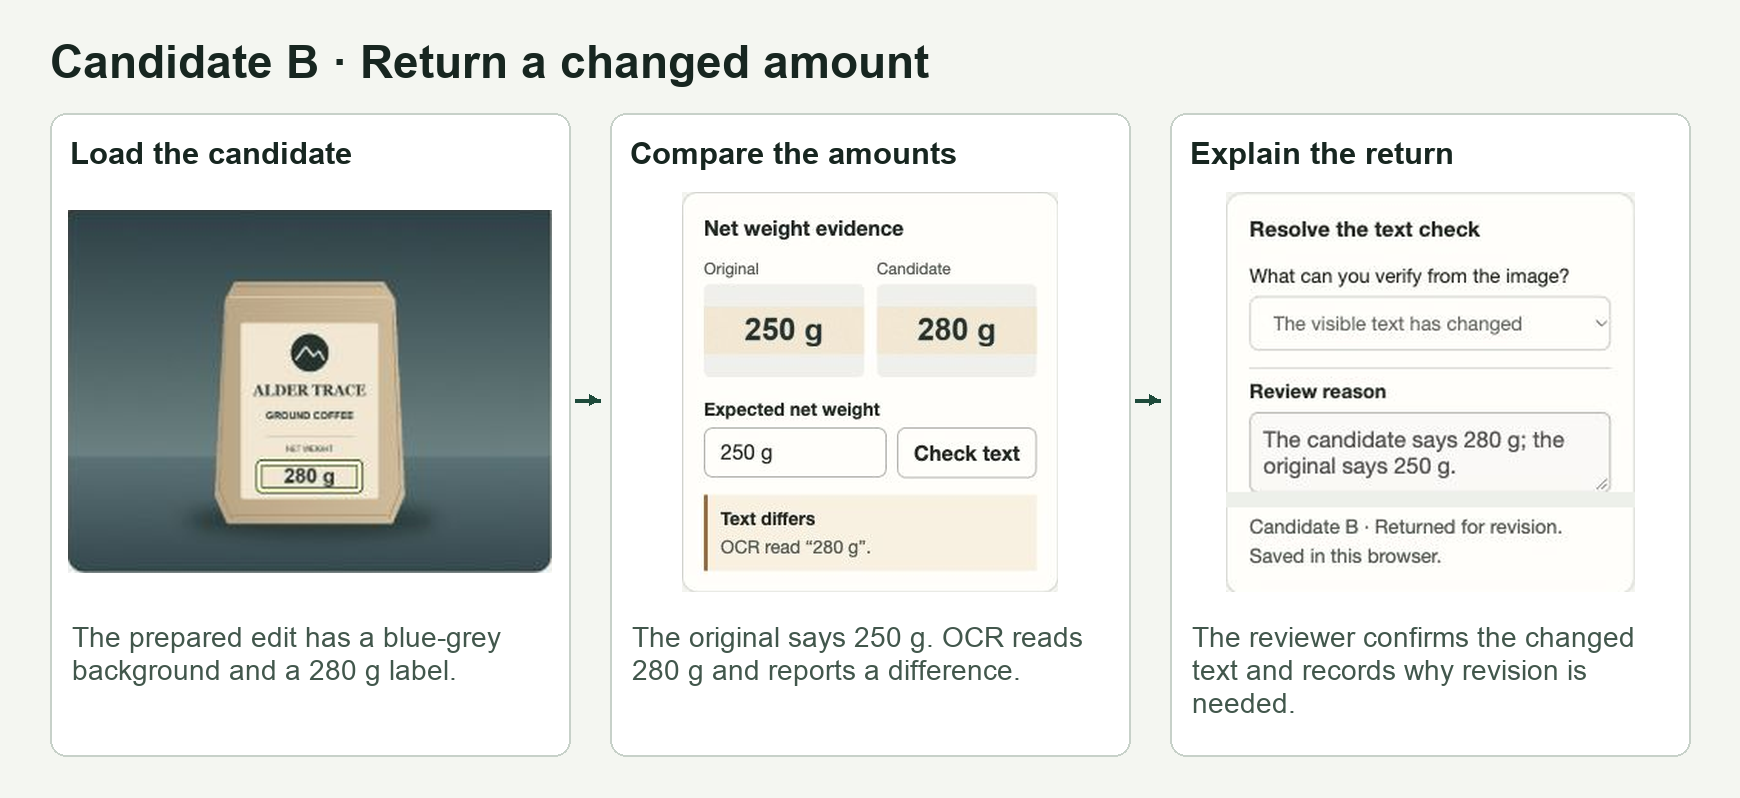 Candidate B · Return a changed amount
Load the candidate
ALDER TRACE
GROUND COFFEE
NET WEIGHT
280 g
The prepared edit has a blue-grey
background and a 280 g label.
Compare the amounts
Net weight evidence
Original
Candidate
250 g
280 g
Expected net weight
250 g
Check text
Text differs
OCR read “280 g”.
The original says 250 g. OCR reads
280 g and reports a difference.
Explain the return
Resolve the text check
What can you verify from the image?
The visible text has changed
Review reason
The candidate says 280 g; the
original says 250 g.
Candidate B · Returned for revision.
Saved in this browser.
The reviewer confirms the changed
text and records why revision is
needed.